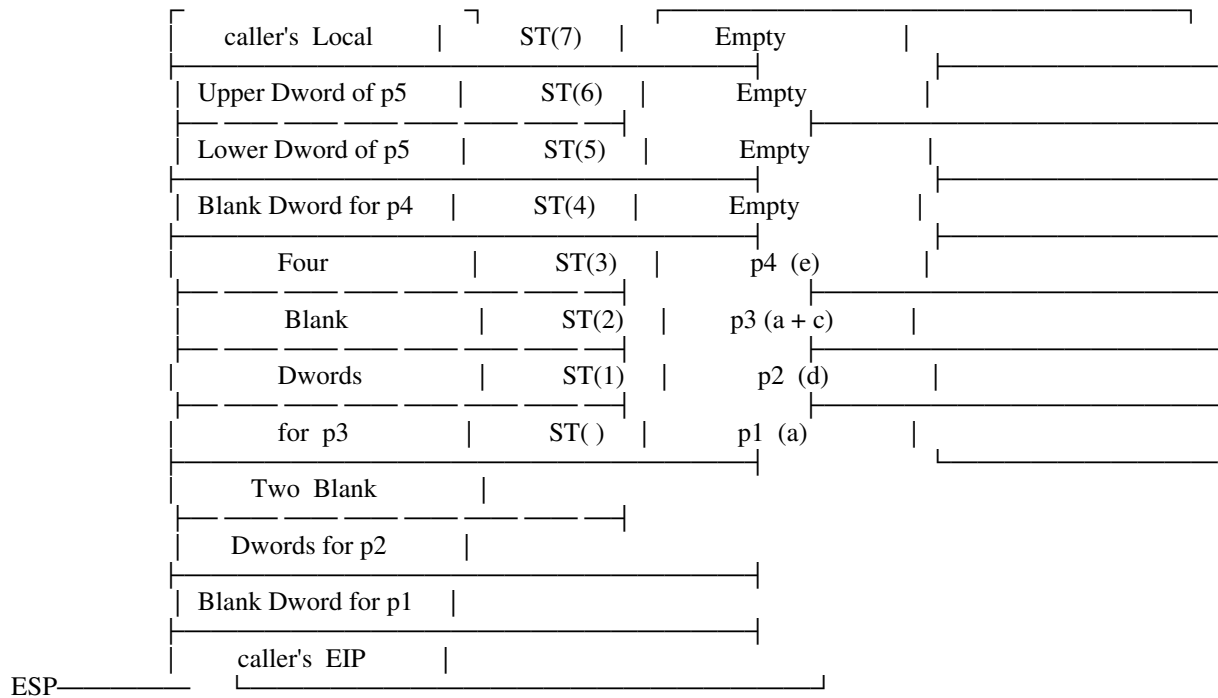 caller's Local | ST(7) | Empty |
| Upper Dword of p5 | ST(6) | Empty |
| Lower Dword of p5 | ST(5) | Empty |
| Blank Dword for p4 | ST(4) | Empty |
| Four | ST(3) | p4 (e) |
| Blank | ST(2) | p3 (a + c) |
| Dwords | ST(1) | p2 (d) |
| for p3 | ST( ) | p1 (a) |
| Two Blank |
| Dwords for p2 |
| Blank Dword for p1 |
| caller's EIP |
ESP